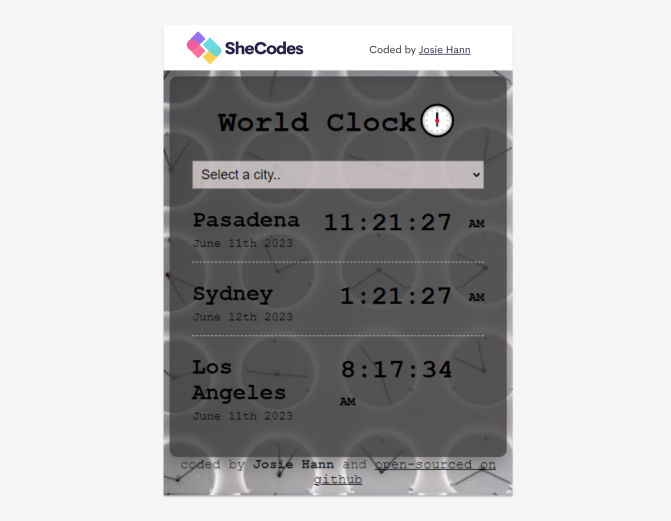 SheCodes
Coded by Josie Hann
World Clock
Select a city..
Pasadena 11:21:27 AM
June 11th 2023
Sydney 1:21:27 AM
June 12th 2023
Los 8:17:34
Angeles AM
June 11th 2023
coded by Josie Hann and open-sourced on
github